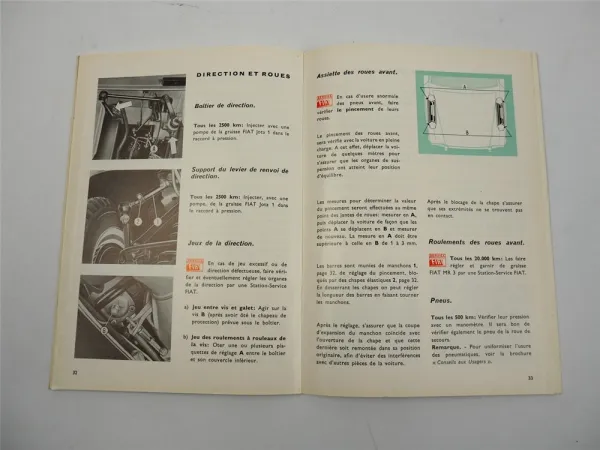 DIRECTION ET ROUES
Boîtier de direction.
Tous les 2500 km: Injecter avec une
pompe de la graisse FIAT Jota 1 dans
le raccord à pression.
Support du levier de renvoi de
direction.
Tous les 2500 km: Injecter, avec une
pompe, de la graisse FIAT Jota 1 dans
le raccord à pression.
Jeux de la direction.
En cas de jeu excessif ou de
direction défectueuse, faire véri-
fier et éventuellement régler les organes
de la direction par une Station-Service
FIAT.
a) Jeu entre vis et galet: Agir sur la
vis B (après avoir ôté le chapeau de
protection) prévue sous le boîtier.
b) Jeu des roulements à rouleaux de
la vis: Oter une ou plusieurs pla-
quettes de réglage A entre le boîtier
et son couvercle inférieur.
32
Assiette des roues avant.
En cas d'usure anormale
des pneus avant, faire
vérifier le pincement de leurs
roues.
Le pincement des roues avant,
sera vérifié avec la voiture en pleine
charge. A cet effet, déplacer la voi-
ture de quelques mètres pour
s'assurer que les organes de sus-
pension ont atteint leur position
d'équilibre.
Les mesures pour déterminer la valeur
du pincement seront effectuées au même
point des jantes de roues: mesurer en A,
puis déplacer la voiture de façon que les
points A se déplacent en B et mesurer
de nouveau. La mesure en A doit être
supérieure à celle en B de 1 à 3 mm.
Les barres sont munies de manchons 1,
page 32, de réglage du pincement, blo-
qués par des chapes élastiques 2, page 32.
En desserrant les chapes on peut régler
la longueur des barres en faisant tourner
les manchons.
Après le réglage, s'assurer que la coupe
d'expansion du manchon coïncide avec
l'ouverture de la chape et que cette
dernière soit remontée dans sa position
originaire, afin d'éviter des interférences
avec d'autres pièces de la voiture.
A
B
Après le blocage de la chape s'assurer
que ses extrémités ne se trouvent pas
en contact.
Roulements des roues avant.
Tous les 20.000 km: Les faire
régler et garnir de graisse
FIAT MR 3 par une Station-Service
FIAT.
Pneus.
Tous les 500 km: Vérifier leur pression
avec un manomètre. Il sera bon de
vérifier également le pneu de la roue de
secours.
Remarque. - Pour uniformiser l'usure
des pneumatiques, voir la brochure
« Conseils aux Usagers ».
33